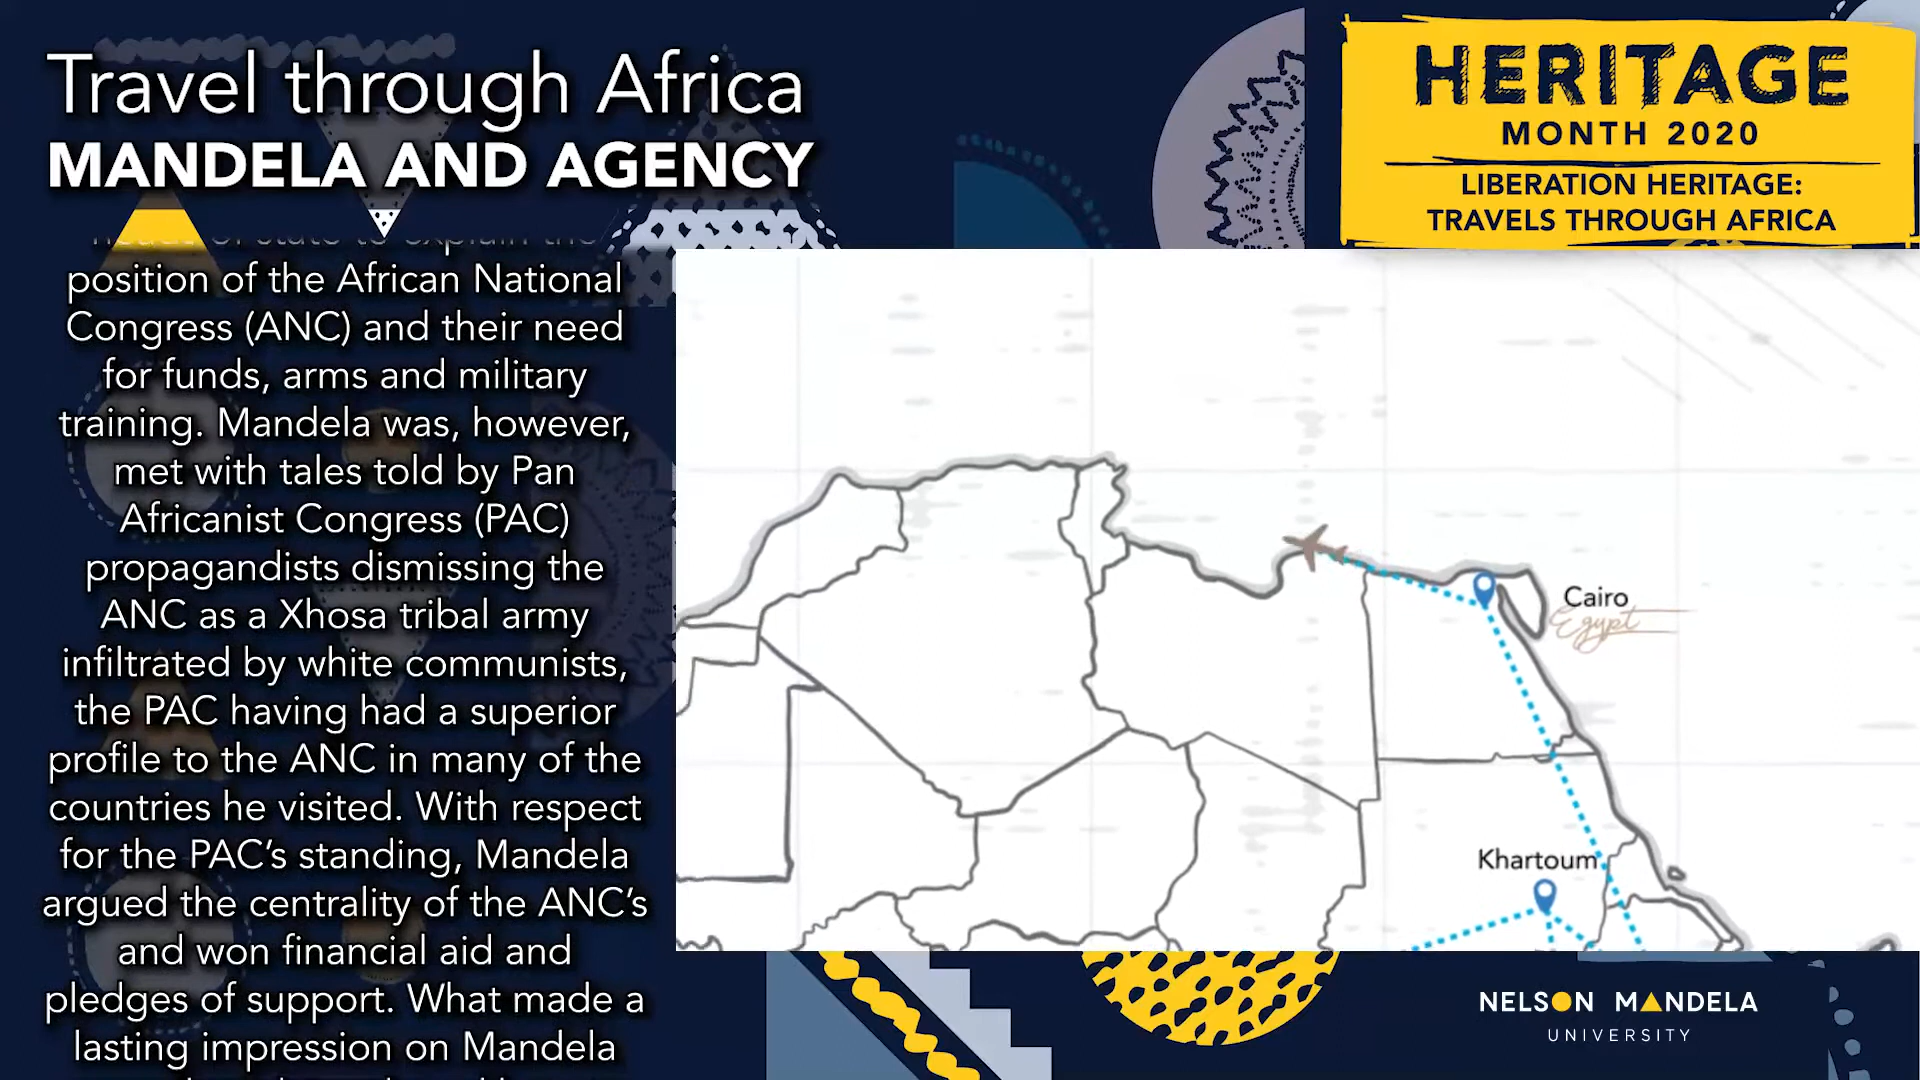 Travel through Africa
MANDELA AND AGENCY
HERITAGE
MONTH 2020
LIBERATION HERITAGE:
TRAVELS THROUGH AFRICA
of state to explain the
position of the African National
Congress (ANC) and their need
for funds, arms and military
training. Mandela was, however,
met with tales told by Pan
Africanist Congress (PAC)
propagandists dismissing the
ANC as a Xhosa tribal army
infiltrated by white communists,
the PAC having had a superior
profile to the ANC in many of the
countries he visited. With respect
for the PAC’s standing, Mandela
argued the centrality of the ANC’s
and won financial aid and
pledges of support. What made a
lasting impression on Mandela
Cairo
Egypt
Khartoum
NELSON MANDELA
UNIVERSITY